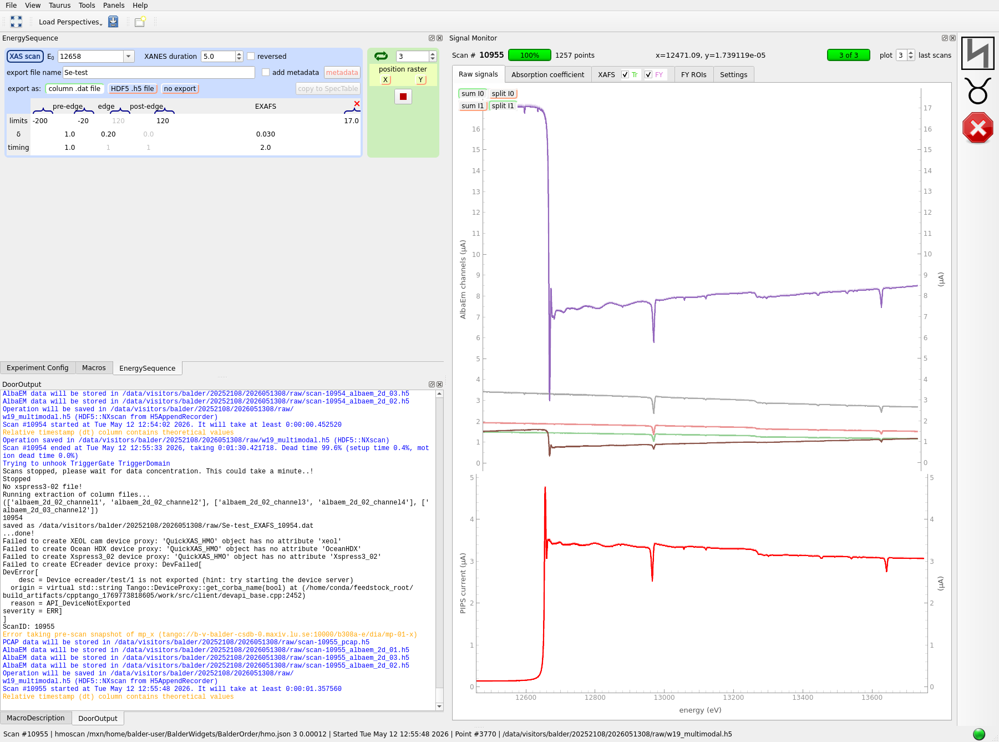 File View Taurus Tools Panels Help
Load Perspectives
EnergySequence
XAS scan E0 12658 XANES duration 5.0 reversed
export file name Se-test add metadata metadata
export as: column .dat file HDF5 .h5 file no export copy to SpecTable
pre-edge edge post-edge EXAFS
limits -200 -20 120 120 17.0
δ 1.0 0.20 0.0 0.030
timing 1.0 1 1 2.0
3
position raster
X Y
Experiment Config Macros EnergySequence
DoorOutput
AlbaEM data will be stored in /data/visitors/balder/20252108/2026051308/raw/scan-10954_albaem_2d_03.h5
AlbaEM data will be stored in /data/visitors/balder/20252108/2026051308/raw/scan-10954_albaem_2d_02.h5
Operation will be saved in /data/visitors/balder/20252108/2026051308/raw/
w19_multimodal.h5 (HDF5::NXscan from H5AppendRecorder)
Scan #10954 started at Tue May 12 12:54:02 2026. It will take at least 0:00:00.452520
Relative timestamp (dt) column contains theoretical values
Operation saved in /data/visitors/balder/20252108/2026051308/raw/w19_multimodal.h5 (HDF5::NXscan)
Scan #10954 ended at Tue May 12 12:55:33 2026, taking 0:01:30.421718. Dead time 99.6% (setup time 0.4%, mot
ion dead time 0.0%)
Trying to unhook TriggerGate TriggerDomain
Scans stopped, please wait for data concentration. This could take a minute..!
Stopped
No xspress3-02 file!
Running extraction of column files...
(['albaem_2d_02_channel1', 'albaem_2d_02_channel2'], ['albaem_2d_02_channel3', 'albaem_2d_02_channel4'], ['
albaem_2d_03_channel2'])
10954
saved as /data/visitors/balder/20252108/2026051308/raw/Se-test_EXAFS_10954.dat
...done!
Failed to create XEOL cam device proxy: 'QuickXAS_HMO' object has no attribute 'xeol'
Failed to create Ocean HDX device proxy: 'QuickXAS_HMO' object has no attribute 'OceanHDX'
Failed to create Xspress3_02 device proxy: 'QuickXAS_HMO' object has no attribute 'Xspress3_02'
Failed to create ECreader device proxy: DevFailed[
DevError[
desc = Device ecreader/test/1 is not exported (hint: try starting the device server)
origin = virtual std::string Tango::DeviceProxy::get_corba_name(bool) at (/home/conda/feedstock_root/
build_artifacts/cpptango_1769773818605/work/src/client/devapi_base.cpp:2452)
reason = API_DeviceNotExported
severity = ERR]
]
ScanID: 10955
Error taking pre-scan snapshot of mp_x (tango://b-v-balder-csdb-0.maxiv.lu.se:10000/b308a-e/dia/mp-01-x)
PCAP data will be stored in /data/visitors/balder/20252108/2026051308/raw/scan-10955_pcap.h5
AlbaEM data will be stored in /data/visitors/balder/20252108/2026051308/raw/scan-10955_albaem_2d_01.h5
AlbaEM data will be stored in /data/visitors/balder/20252108/2026051308/raw/scan-10955_albaem_2d_03.h5
AlbaEM data will be stored in /data/visitors/balder/20252108/2026051308/raw/scan-10955_albaem_2d_02.h5
Operation will be saved in /data/visitors/balder/20252108/2026051308/raw/
w19_multimodal.h5 (HDF5::NXscan from H5AppendRecorder)
Scan #10955 started at Tue May 12 12:55:48 2026. It will take at least 0:00:01.357560
Relative timestamp (dt) column contains theoretical values
MacroDescription DoorOutput
Signal Monitor
Scan # 10955 100% 1257 points x=12471.09, y=1.739119e-05 3 of 3 plot 3 last scans
Raw signals Absorption coefficient XAFS Tr FY FY ROIs Settings
sum I0 split I0
sum I1 split I1
17
16 16
15 15
14 14
13 13
12 12
11 11
10 10
9 9
8 8
7 7
6 6
5 5
4 4
3 3
2 2
1 1
0 0
AlbaEm channels (µA)
(µA)
5 5
4 4
3 3
2 2
1 1
0 0
PIPS current (µA)
(µA)
12600 12800 13000 13200 13400 13600
energy (eV)
Scan #10955 | hmoscan /mxn/home/balder-user/BalderWidgets/BalderOrder/hmo.json 3 0.00012 | Started Tue May 12 12:55:48 2026 | Point #3770 | /data/visitors/balder/20252108/2026051308/raw/w19_multimodal.h5